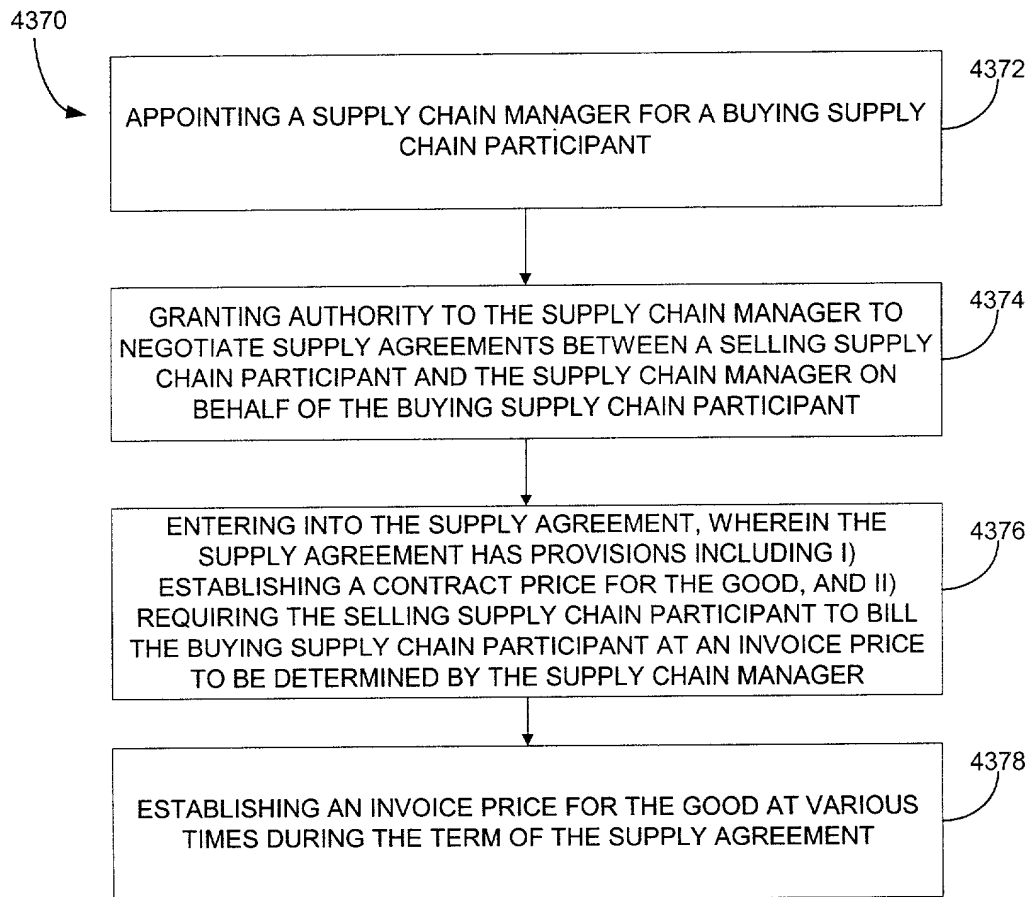 4370
4372
APPOINTING A SUPPLY CHAIN MANAGER FOR A BUYING SUPPLY
CHAIN PARTICIPANT
4374
GRANTING AUTHORITY TO THE SUPPLY CHAIN MANAGER TO
NEGOTIATE SUPPLY AGREEMENTS BETWEEN A SELLING SUPPLY
CHAIN PARTICIPANT AND THE SUPPLY CHAIN MANAGER ON
BEHALF OF THE BUYING SUPPLY CHAIN PARTICIPANT
4376
ENTERING INTO THE SUPPLY AGREEMENT, WHEREIN THE
SUPPLY AGREEMENT HAS PROVISIONS INCLUDING I)
ESTABLISHING A CONTRACT PRICE FOR THE GOOD, AND II)
REQUIRING THE SELLING SUPPLY CHAIN PARTICIPANT TO BILL
THE BUYING SUPPLY CHAIN PARTICIPANT AT AN INVOICE PRICE
TO BE DETERMINED BY THE SUPPLY CHAIN MANAGER
4378
ESTABLISHING AN INVOICE PRICE FOR THE GOOD AT VARIOUS
TIMES DURING THE TERM OF THE SUPPLY AGREEMENT